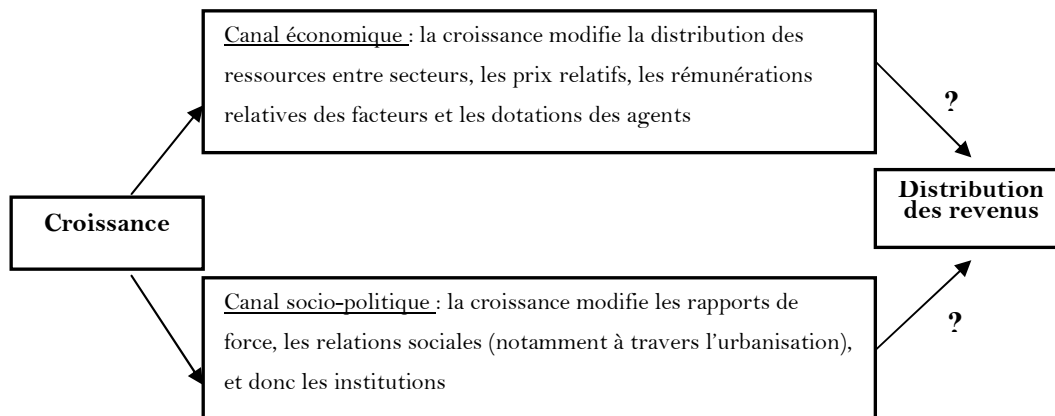 Canal économique : la croissance modifie la distribution des
ressources entre secteurs, les prix relatifs, les rémunérations
relatives des facteurs et les dotations des agents
?
Croissance
Distribution
des revenus
Canal socio-politique : la croissance modifie les rapports de
force, les relations sociales (notamment à travers l'urbanisation),
et donc les institutions
?